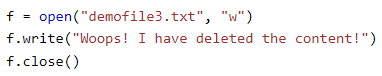 f = open("demofile3.txt", "w")
f.write("Woops! I have deleted the content!")
f.close()